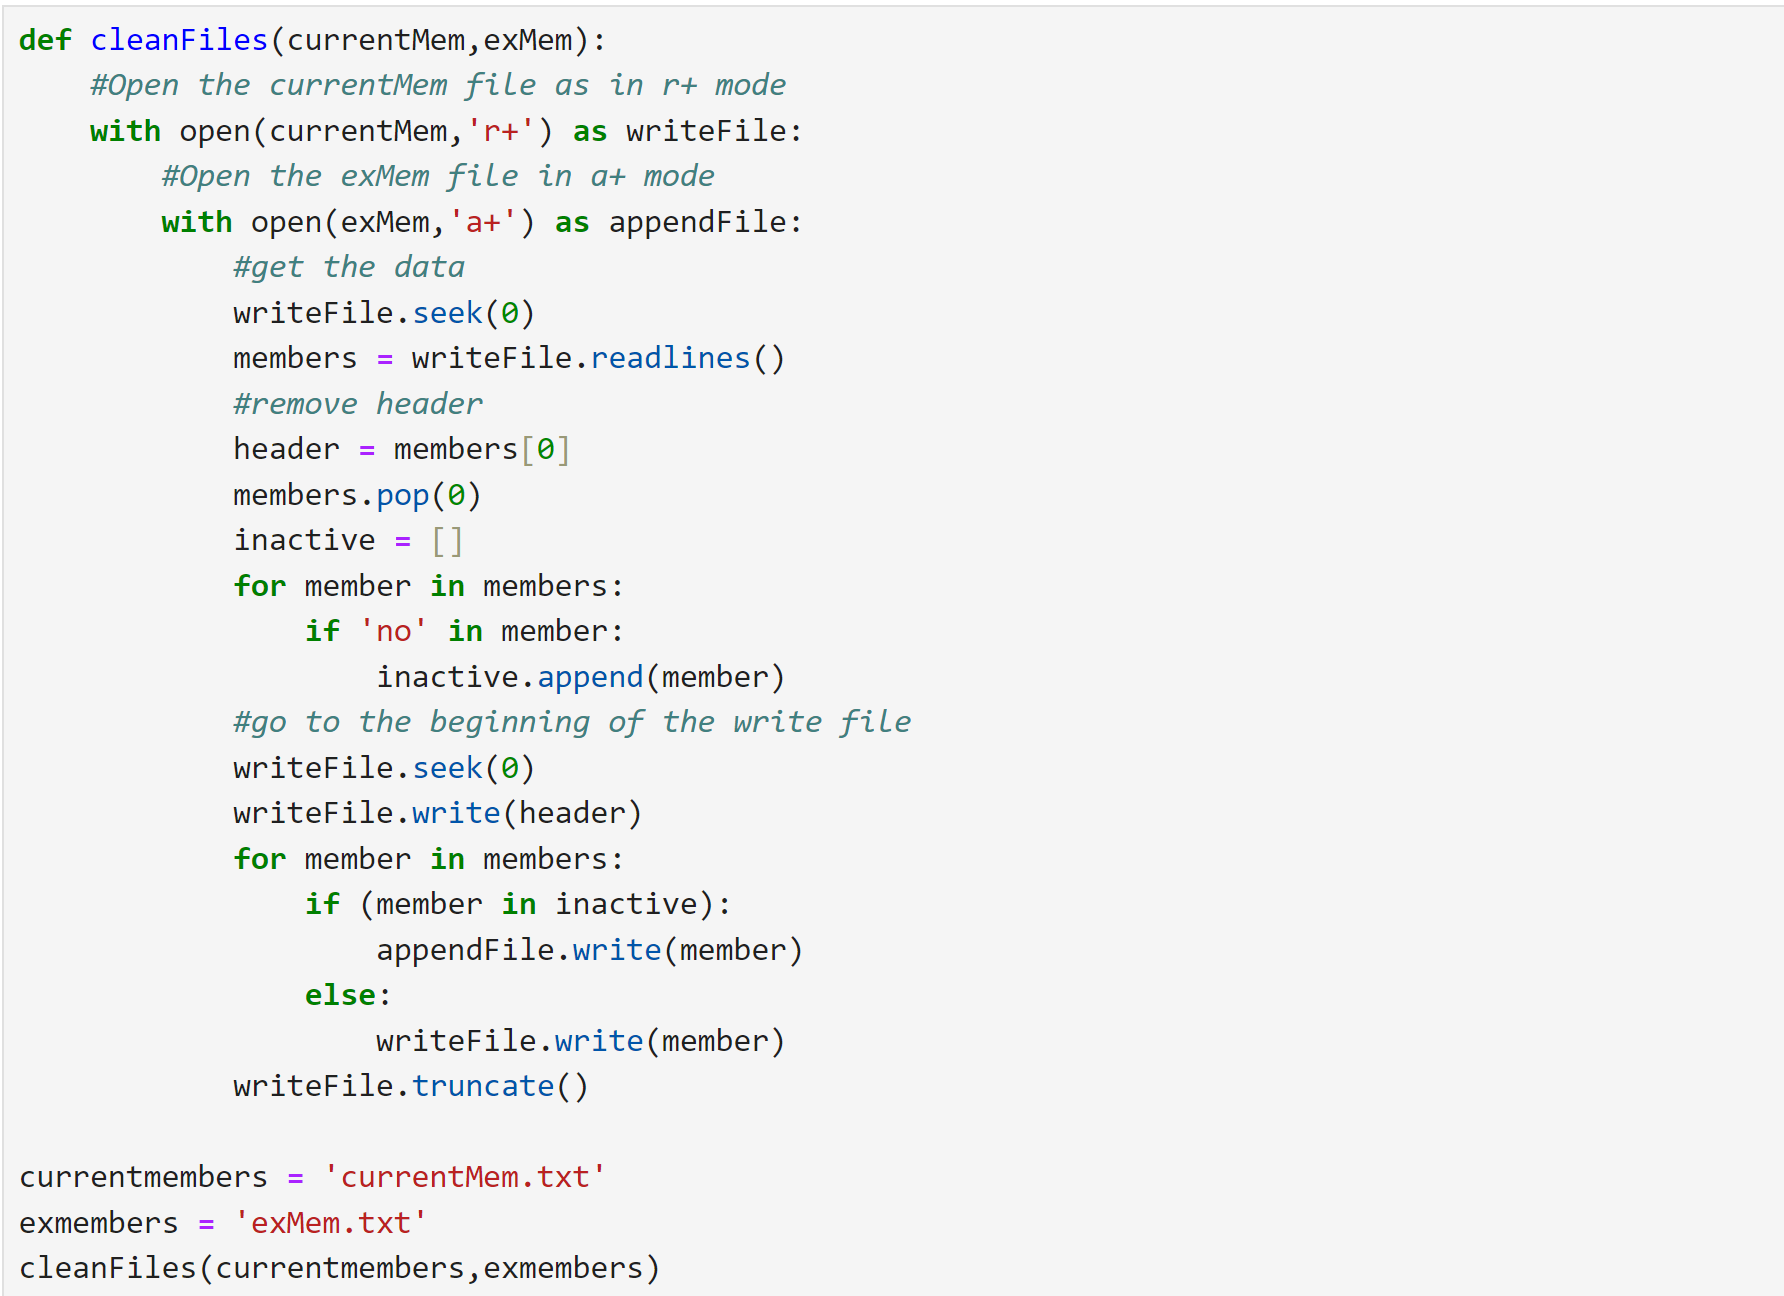 def cleanFiles(currentMem,exMem):
    #Open the currentMem file as in r+ mode
    with open(currentMem,'r+') as writeFile:
        #Open the exMem file in a+ mode
        with open(exMem,'a+') as appendFile:
            #get the data
            writeFile.seek(0)
            members = writeFile.readlines()
            #remove header
            header = members[0]
            members.pop(0)
            inactive = []
            for member in members:
                if 'no' in member:
                    inactive.append(member)
            #go to the beginning of the write file
            writeFile.seek(0)
            writeFile.write(header)
            for member in members:
                if (member in inactive):
                    appendFile.write(member)
                else:
                    writeFile.write(member)
            writeFile.truncate()

currentmembers = 'currentMem.txt'
exmembers = 'exMem.txt'
cleanFiles(currentmembers,exmembers)